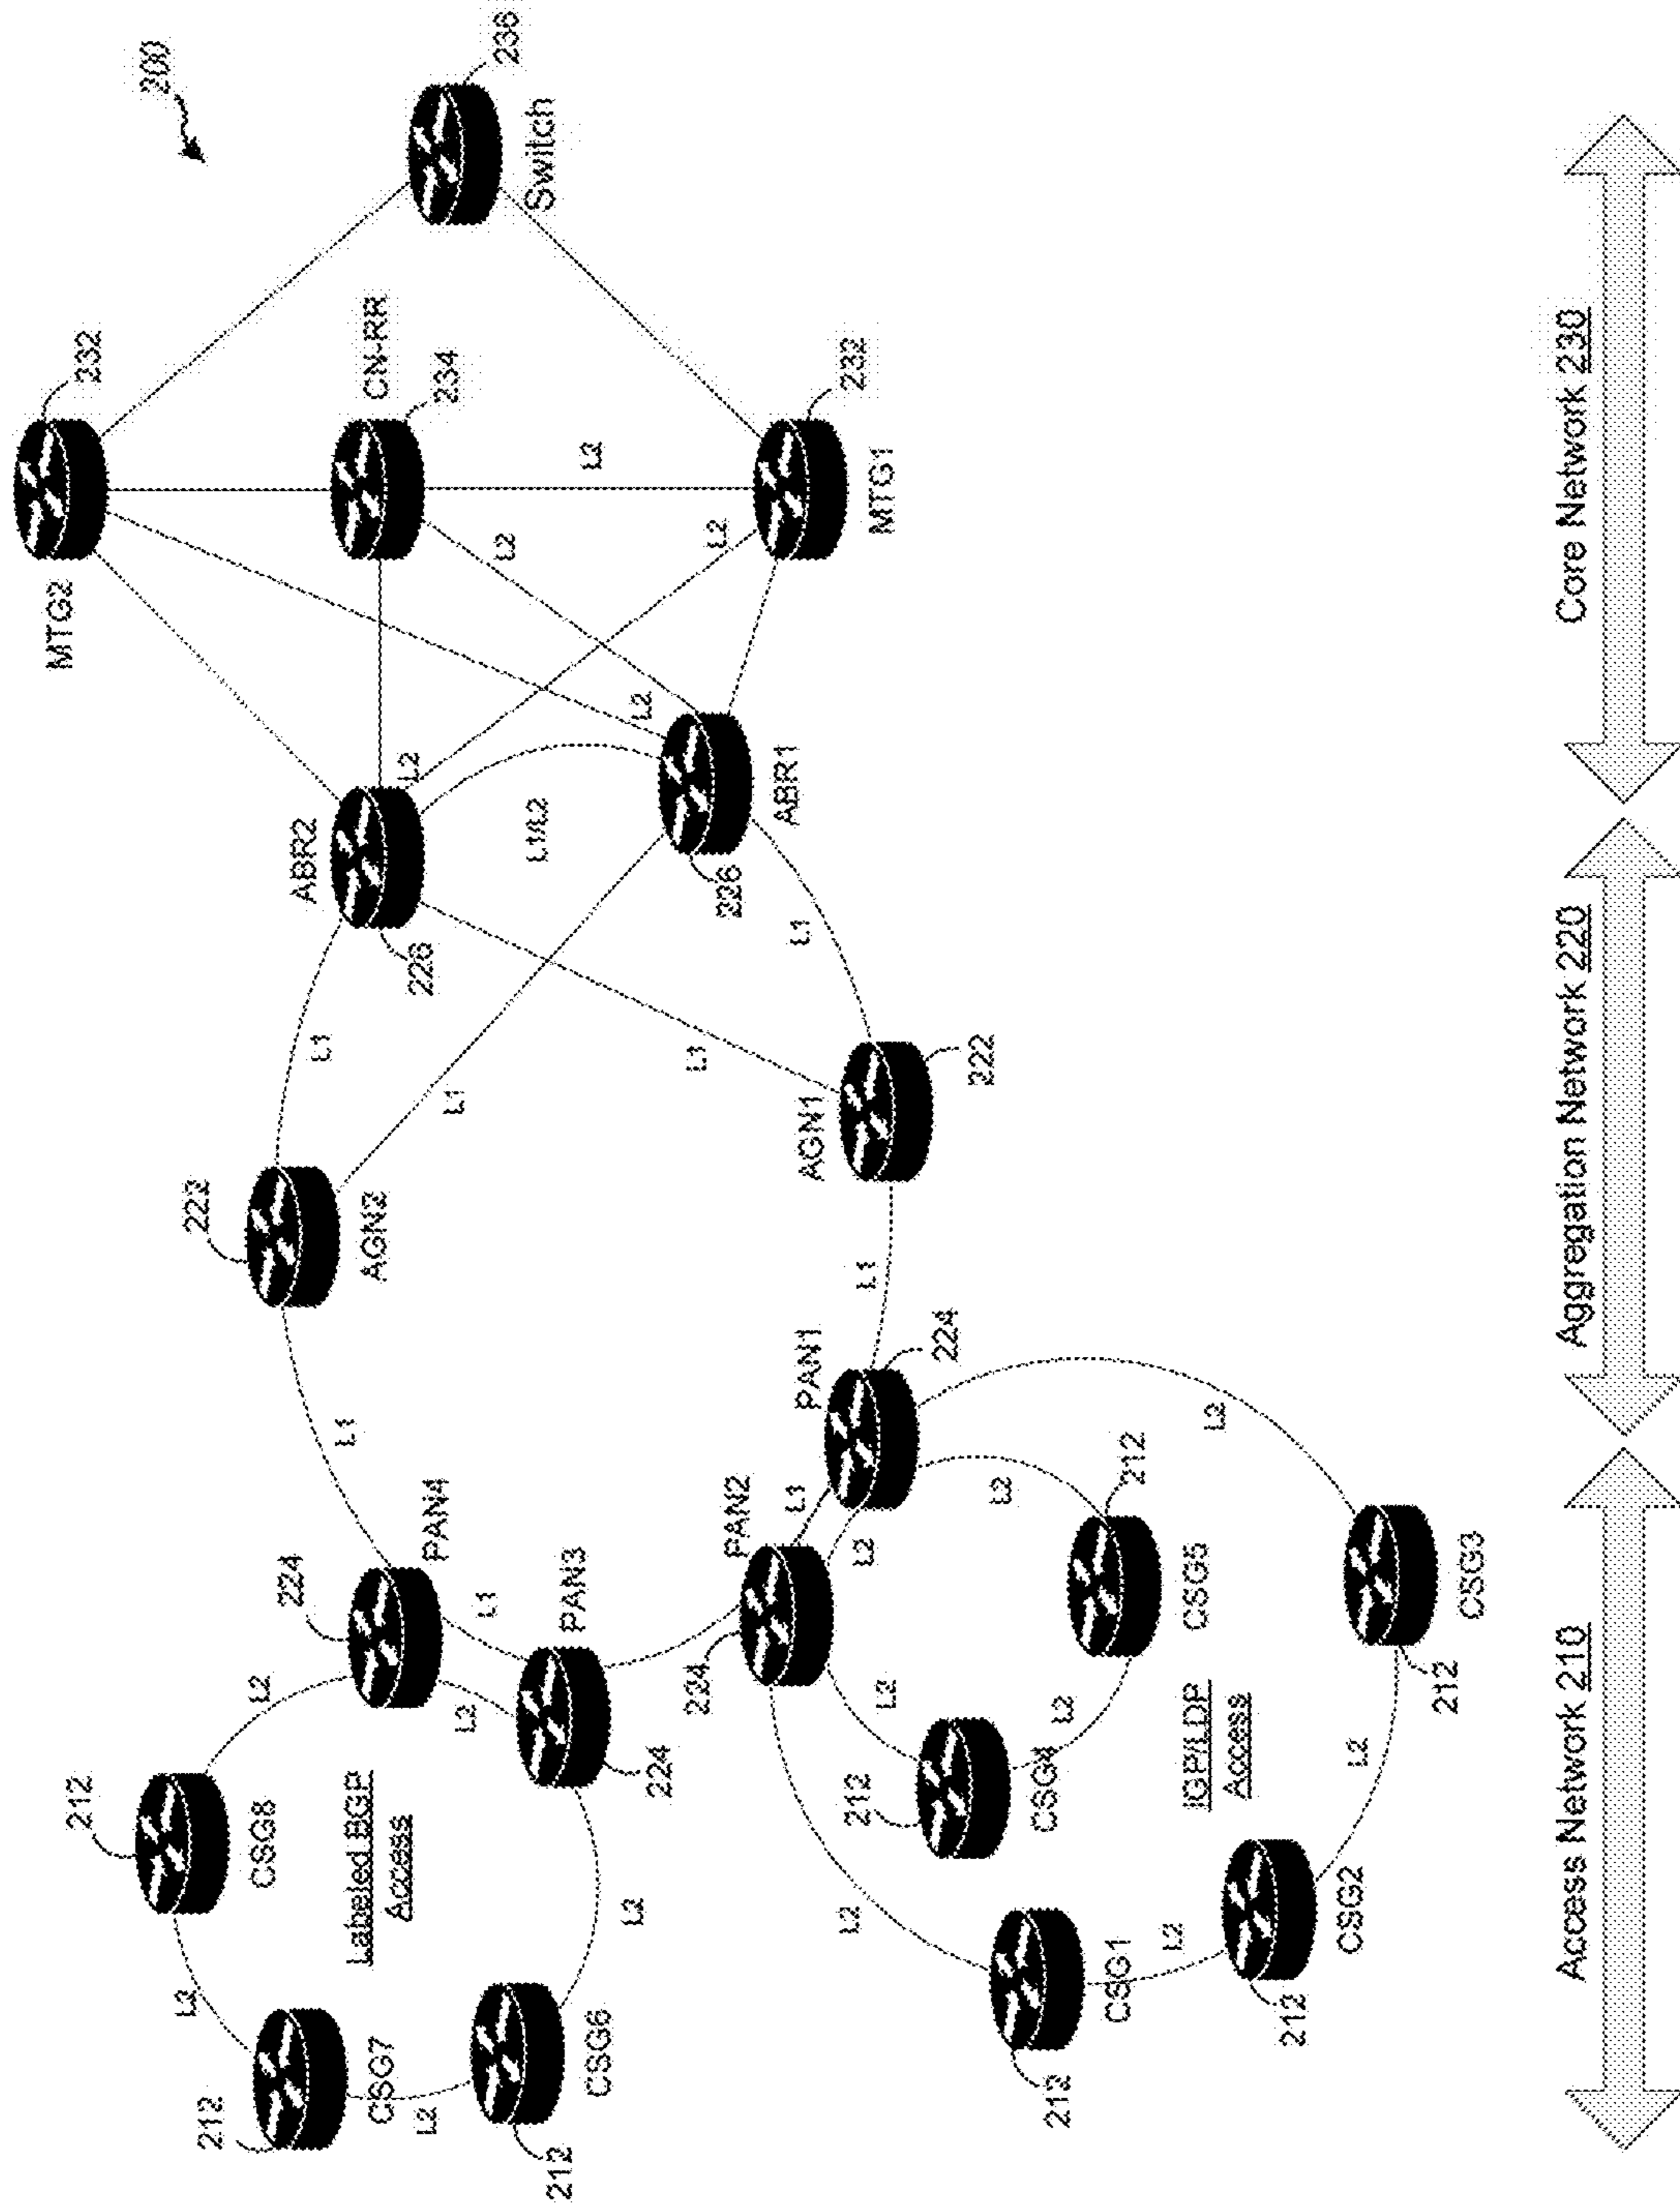 200
MTG2
232
CN-RR
234
L2
L2
L2
MTG1
232
Switch
236
ABR2
226
L2
L2
L1/L2
ABR1
226
L1
L1
L1
L1
AGN2
222
AGN1
222
L1
L1
PAN4
224
L1
PAN3
224
L2
PAN2
224
L1
PAN1
224
L2
L2
CSG8
212
L2
CSG7
212
L2
CSG6
212
L2
Labeled BGP
Access
L2
L2
CSG4
212
L2
CSG5
212
L2
IGP/LDP
Access
L2
CSG1
212
L2
CSG2
212
L2
CSG3
212
Access Network 210
Aggregation Network 220
Core Network 230